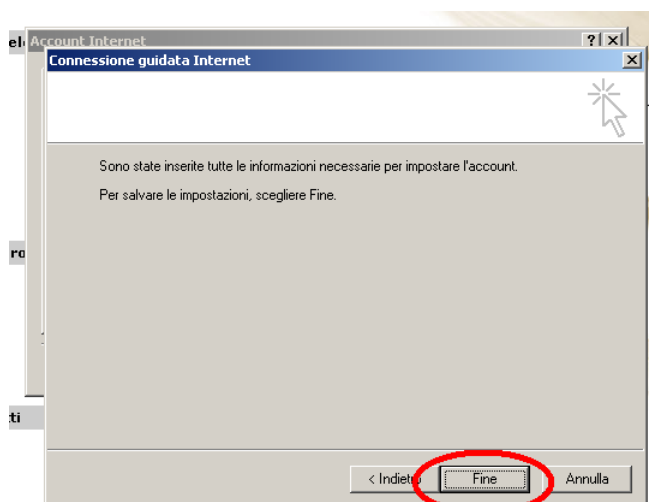 Account Internet
Connessione guidata Internet
Sono state inserite tutte le informazioni necessarie per impostare l'account.
Per salvare le impostazioni, scegliere Fine.
< Indietro Fine Annulla